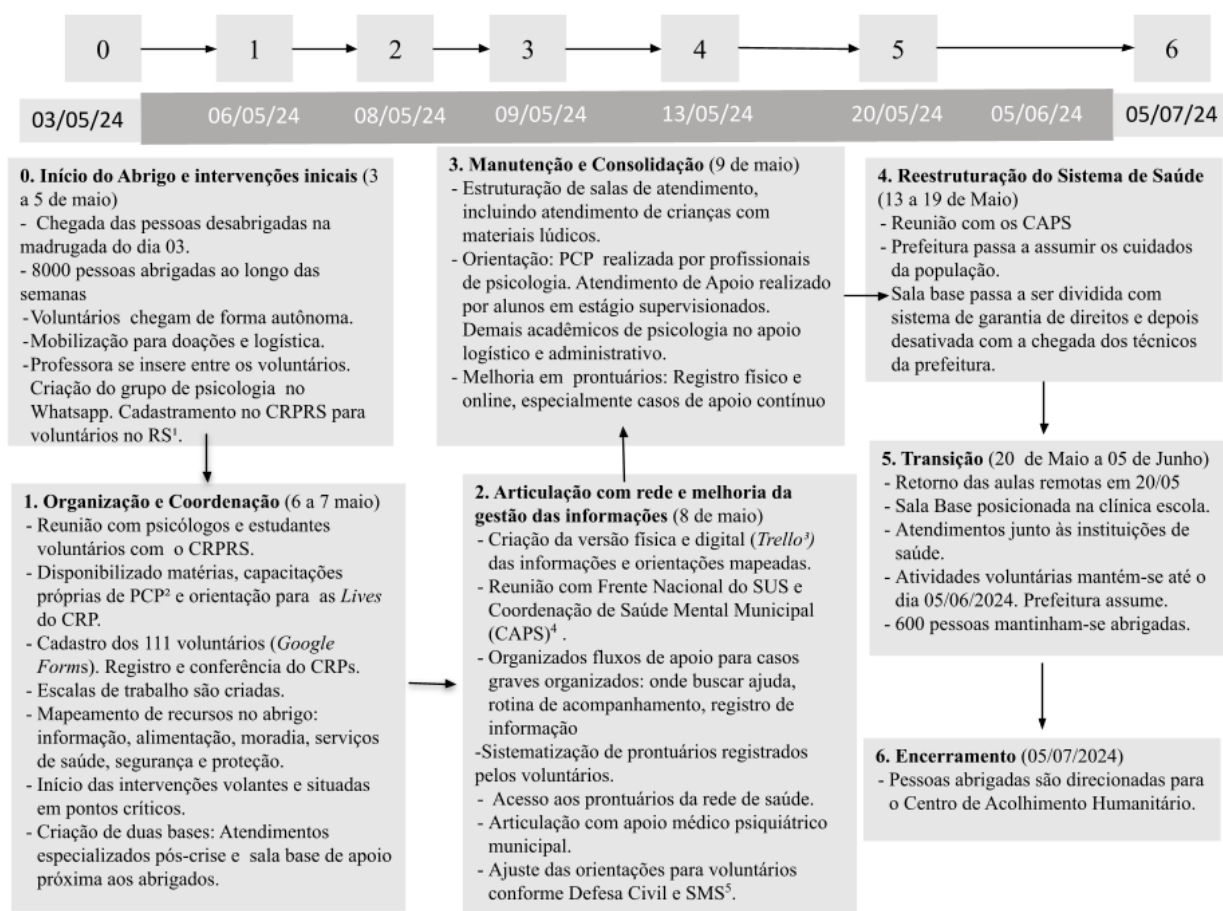 0
1
2
3
4
5
6
03/05/24
06/05/24
08/05/24
09/05/24
13/05/24
20/05/24
05/06/24
05/07/24
0. Início do Abrigo e intervenções inicais (3
a 5 de maio)
- Chegada das pessoas desabrigadas na
madrugada do dia 03.
- 8000 pessoas abrigadas ao longo das
semanas
-Voluntários chegam de forma autônoma.
-Mobilização para doações e logística.
-Professora se insere entre os voluntários.
Criação do grupo de psicologia no
Whatsapp. Cadastramento no CRPRS para
voluntários no RS¹.
1. Organização e Coordenação (6 a 7 maio)
- Reunião com psicólogos e estudantes
voluntários com o CRPRS.
- Disponibilizado matérias, capacitações
próprias de PCP² e orientação para as Lives
do CRP.
- Cadastro dos 111 voluntários (Google
Forms). Registro e conferência do CRPs.
- Escalas de trabalho são criadas.
- Mapeamento de recursos no abrigo:
informação, alimentação, moradia, serviços
de saúde, segurança e proteção.
- Início das intervenções volantes e situadas
em pontos críticos.
- Criação de duas bases: Atendimentos
especializados pós-crise e sala base de apoio
próxima aos abrigados.
2. Articulação com rede e melhoria da
gestão das informações (8 de maio)
- Criação da versão física e digital (Trello³)
das informações e orientações mapeadas.
- Reunião com Frente Nacional do SUS e
Coordenação de Saúde Mental Municipal
(CAPS)⁴ .
- Organizados fluxos de apoio para casos
graves organizados: onde buscar ajuda,
rotina de acompanhamento, registro de
informação
-Sistematização de prontuários registrados
pelos voluntários.
- Acesso aos prontuários da rede de saúde.
- Articulação com apoio médico psiquiátrico
municipal.
- Ajuste das orientações para voluntários
conforme Defesa Civil e SMS⁵.
3. Manutenção e Consolidação (9 de maio)
- Estruturação de salas de atendimento,
incluindo atendimento de crianças com
materiais lúdicos.
- Orientação: PCP realizada por profissionais
de psicologia. Atendimento de Apoio realizado
por alunos em estágio supervisionados.
Demais acadêmicos de psicologia no apoio
logístico e administrativo.
- Melhoria em prontuários: Registro físico e
online, especialmente casos de apoio contínuo
4. Reestruturação do Sistema de Saúde
(13 a 19 de Maio)
- Reunião com os CAPS
- Prefeitura passa a assumir os cuidados
da população.
- Sala base passa a ser dividida com
sistema de garantia de direitos e depois
desativada com a chegada dos técnicos
da prefeitura.
5. Transição (20 de Maio a 05 de Junho)
- Retorno das aulas remotas em 20/05
- Sala Base posicionada na clínica escola.
- Atendimentos junto às instituições de
saúde.
- Atividades voluntárias mantém-se até o
dia 05/06/2024. Prefeitura assume.
- 600 pessoas mantinham-se abrigadas.
6. Encerramento (05/07/2024)
- Pessoas abrigadas são direcionadas para
o Centro de Acolhimento Humanitário.